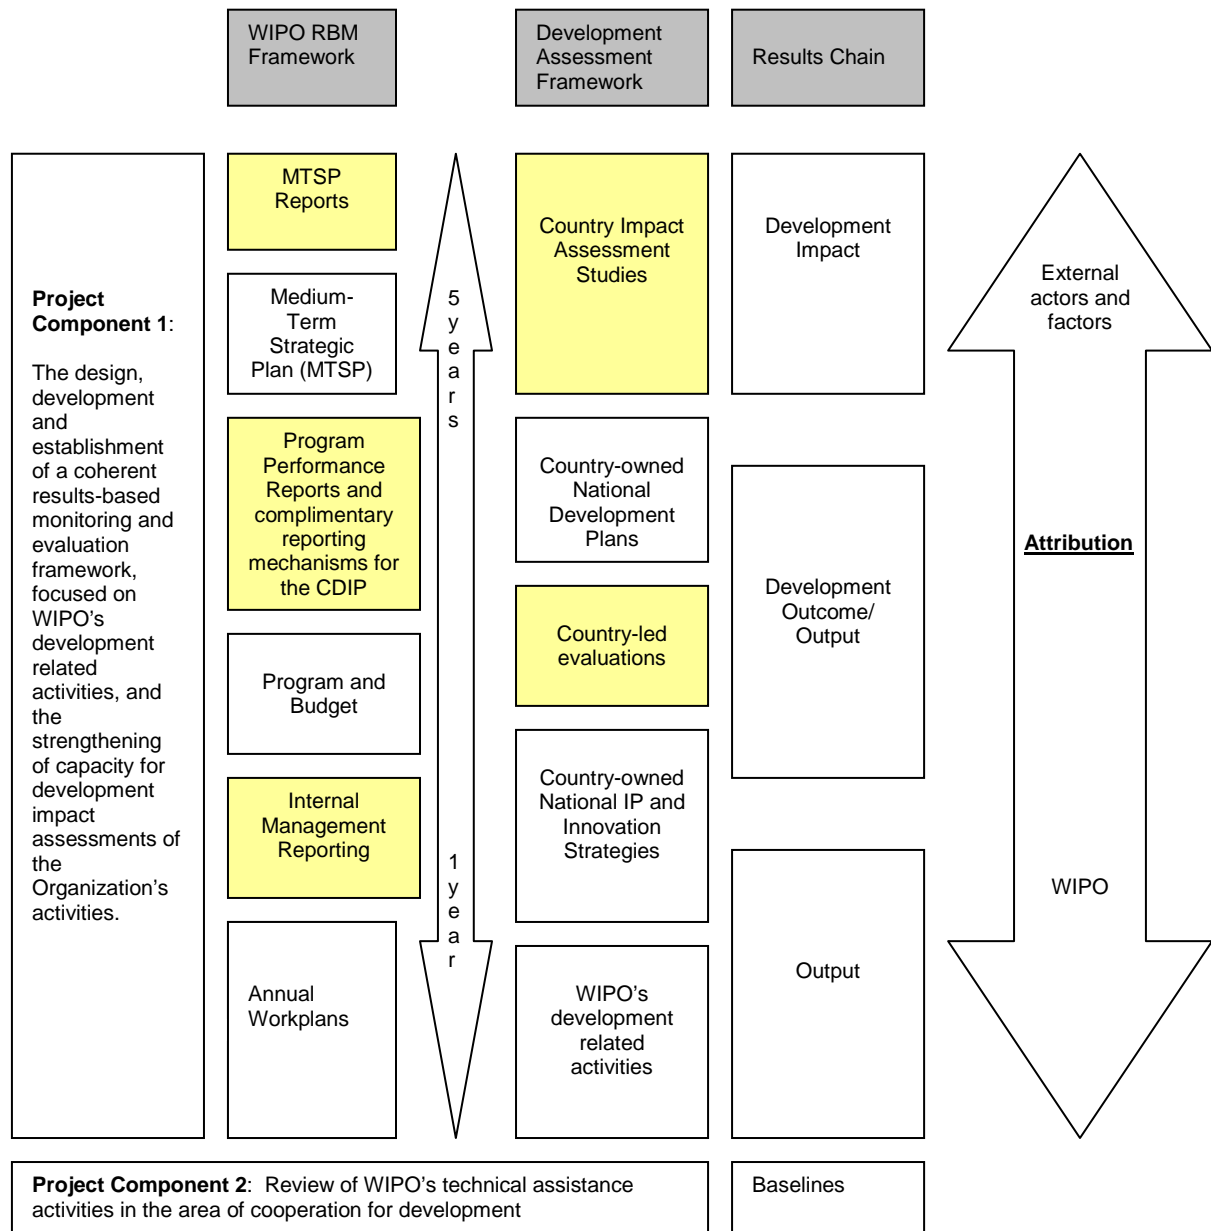 WIPO RBM
Framework
Development
Assessment
Framework
Results Chain
Project
Component 1:
The design,
development
and
establishment
of a coherent
results-based
monitoring and
evaluation
framework,
focused on
WIPO's
development
related
activities, and
the
strengthening
of capacity for
development
impact
assessments of
the
Organization's
activities.
MTSP
Reports
Medium-
Term
Strategic
Plan (MTSP)
Program
Performance
Reports and
complimentary
reporting
mechanisms for
the CDIP
Program and
Budget
Internal
Management
Reporting
Annual
Workplans
5
y
e
a
r
s
1
y
e
a
r
Country Impact
Assessment
Studies
Country-owned
National
Development
Plans
Country-led
evaluations
Country-owned
National IP and
Innovation
Strategies
WIPO's
development
related
activities
Development
Impact
Development
Outcome/
Output
Output
External
actors and
factors
Attribution
WIPO
Project Component 2: Review of WIPO's technical assistance
activities in the area of cooperation for development
Baselines